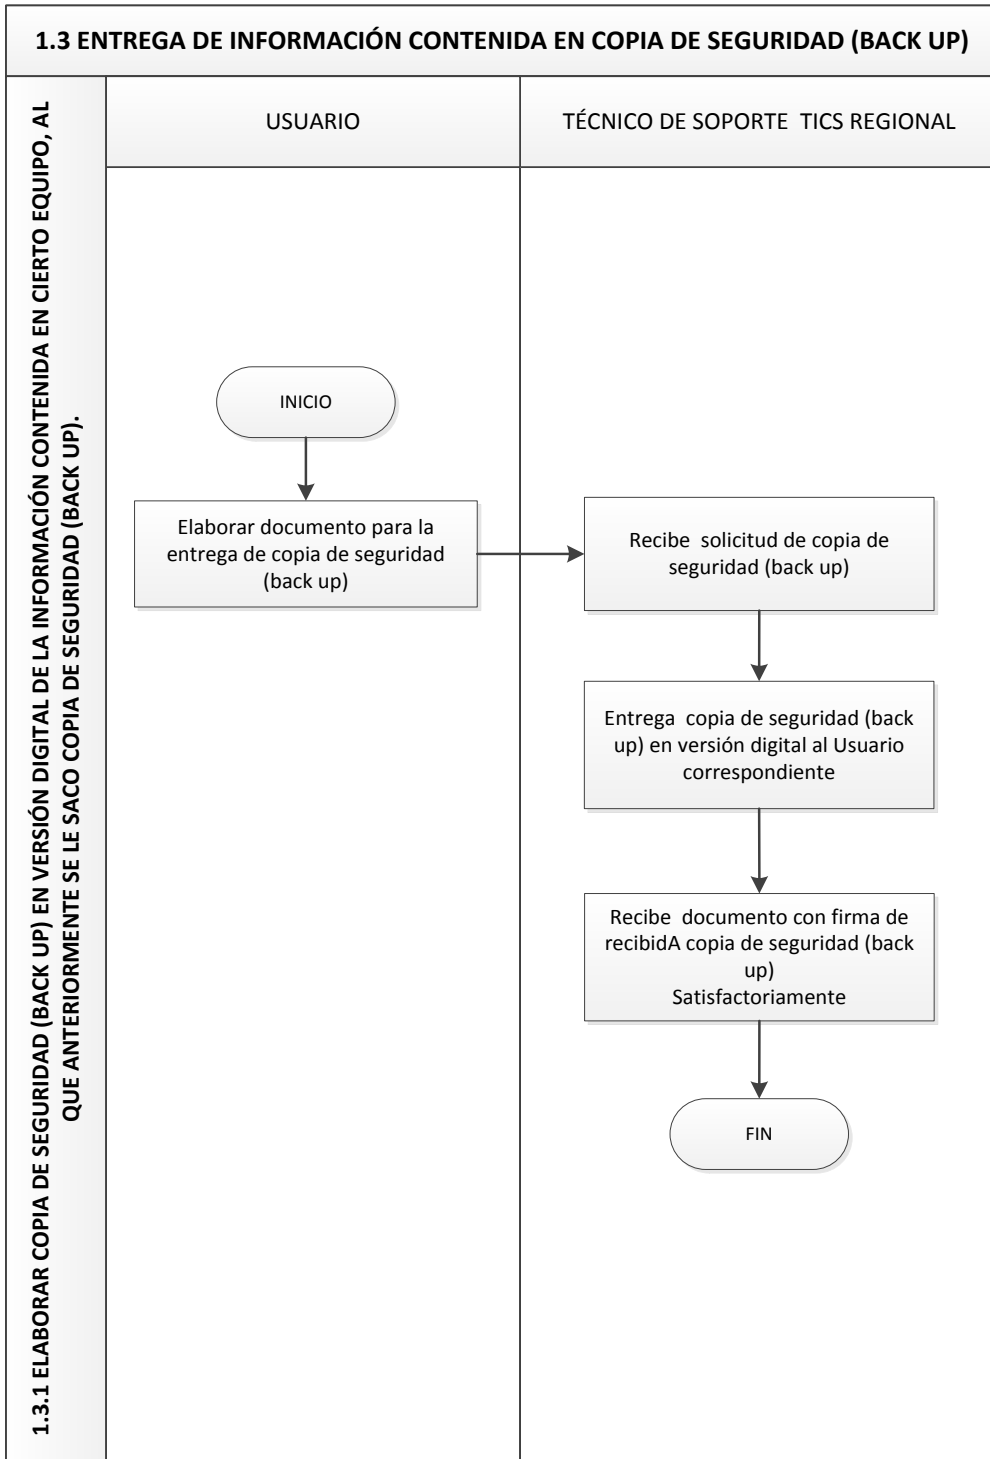 1.3 ENTREGA DE INFORMACIÓN CONTENIDA EN COPIA DE SEGURIDAD (BACK UP)
1.3.1 ELABORAR COPIA DE SEGURIDAD (BACK UP) EN VERSIÓN DIGITAL DE LA INFORMACIÓN CONTENIDA EN CIERTO EQUIPO, AL
QUE ANTERIORMENTE SE LE SACO COPIA DE SEGURIDAD (BACK UP).
USUARIO
TÉCNICO DE SOPORTE TICS REGIONAL
INICIO
Elaborar documento para la
entrega de copia de seguridad
(back up)
Recibe solicitud de copia de
seguridad (back up)
Entrega copia de seguridad (back
up) en versión digital al Usuario
correspondiente
Recibe documento con firma de
recibidA copia de seguridad (back
up)
Satisfactoriamente
FIN